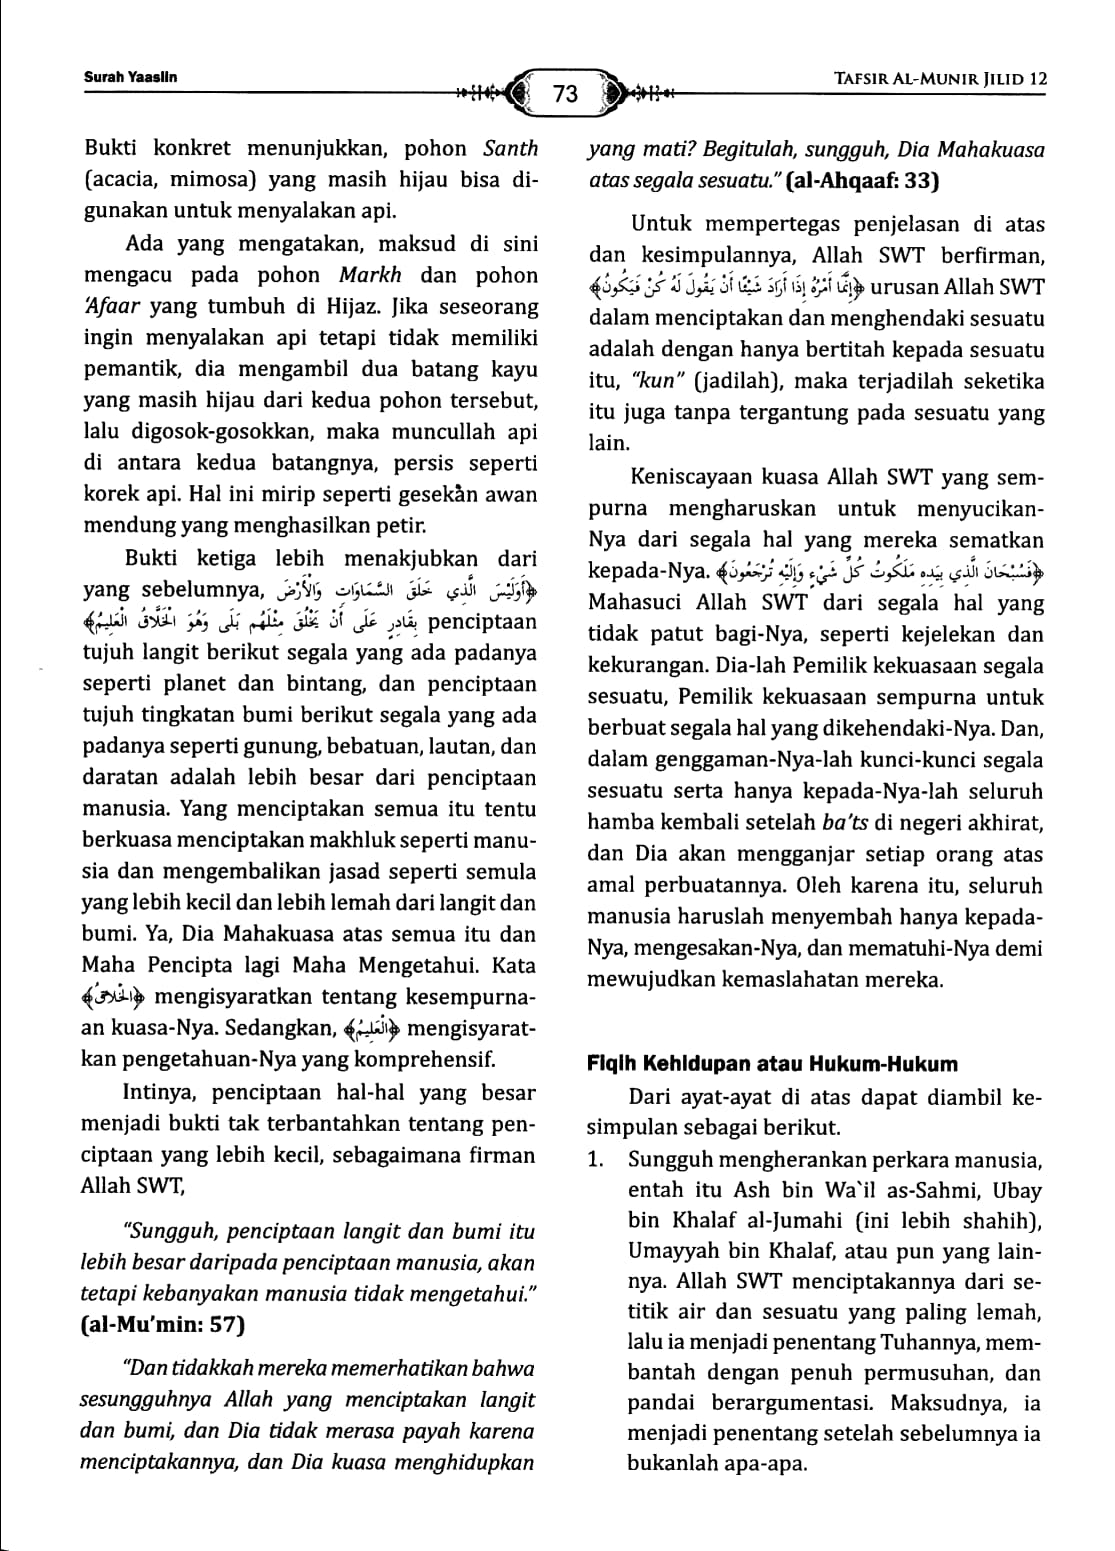 Surah Yaasiin
73
TAFSIR AL-MUNIR JILID 12
Bukti konkret menunjukkan, pohon Santh
(acacia, mimosa) yang masih hijau bisa di-
gunakan untuk menyalakan api.
Ada yang mengatakan, maksud di sini
mengacu pada pohon Markh dan pohon
‘Afaar yang tumbuh di Hijaz. Jika seseorang
ingin menyalakan api tetapi tidak memiliki
pemantik, dia mengambil dua batang kayu
yang masih hijau dari kedua pohon tersebut,
lalu digosok-gosokkan, maka muncullah api
di antara kedua batangnya, persis seperti
korek api. Hal ini mirip seperti gesekan awan
mendung yang menghasilkan petir.
Bukti ketiga lebih menakjubkan dari
yang sebelumnya, ﴿أَوَلَيْسَ الَّذِي خَلَقَ السَّمَاوَاتِ وَالْأَرْضَ
بِقَادِرٍ عَلَى أَنْ يَخْلُقَ مِثْلَهُم بَلَى وَهُوَ الْخَلَّاقُ الْعَلِيمُ﴾ penciptaan
tujuh langit berikut segala yang ada padanya
seperti planet dan bintang, dan penciptaan
tujuh tingkatan bumi berikut segala yang ada
padanya seperti gunung, bebatuan, lautan, dan
daratan adalah lebih besar dari penciptaan
manusia. Yang menciptakan semua itu tentu
berkuasa menciptakan makhluk seperti manu-
sia dan mengembalikan jasad seperti semula
yang lebih kecil dan lebih lemah dari langit dan
bumi. Ya, Dia Mahakuasa atas semua itu dan
Maha Pencipta lagi Maha Mengetahui. Kata
﴿الْخَلَّاقُ﴾ mengisyaratkan tentang kesempurna-
an kuasa-Nya. Sedangkan, ﴿الْعَلِيمُ﴾ mengisyarat-
kan pengetahuan-Nya yang komprehensif.
Intinya, penciptaan hal-hal yang besar
menjadi bukti tak terbantahkan tentang pen-
ciptaan yang lebih kecil, sebagaimana firman
Allah SWT,
“Sungguh, penciptaan langit dan bumi itu
lebih besar daripada penciptaan manusia, akan
tetapi kebanyakan manusia tidak mengetahui.”
(al-Mu’min: 57)
“Dan tidakkah mereka memerhatikan bahwa
sesungguhnya Allah yang menciptakan langit
dan bumi, dan Dia tidak merasa payah karena
menciptakannya, dan Dia kuasa menghidupkan
yang mati? Begitulah, sungguh, Dia Mahakuasa
atas segala sesuatu.” (al-Ahqaaf: 33)
Untuk mempertegas penjelasan di atas
dan kesimpulannya, Allah SWT berfirman,
﴿إِنَّمَا أَمْرُهُ إِذَا أَرَادَ شَيْئًا أَنْ يَقُولَ لَهُ كُنْ فَيَكُونُ﴾ urusan Allah SWT
dalam menciptakan dan menghendaki sesuatu
adalah dengan hanya bertitah kepada sesuatu
itu, “kun” (jadilah), maka terjadilah seketika
itu juga tanpa tergantung pada sesuatu yang
lain.
Keniscayaan kuasa Allah SWT yang sem-
purna mengharuskan untuk menyucikan-
Nya dari segala hal yang mereka sematkan
kepada-Nya. ﴿فَسُبْحَانَ الَّذِي بِيَدِهِ مَلَكُوتُ كُلِّ شَيْءٍ وَإِلَيْهِ تُرْجَعُونَ﴾
Mahasuci Allah SWT dari segala hal yang
tidak patut bagi-Nya, seperti kejelekan dan
kekurangan. Dia-lah Pemilik kekuasaan segala
sesuatu, Pemilik kekuasaan sempurna untuk
berbuat segala hal yang dikehendaki-Nya. Dan,
dalam genggaman-Nya-lah kunci-kunci segala
sesuatu serta hanya kepada-Nya-lah seluruh
hamba kembali setelah ba’ts di negeri akhirat,
dan Dia akan mengganjar setiap orang atas
amal perbuatannya. Oleh karena itu, seluruh
manusia haruslah menyembah hanya kepada-
Nya, mengesakan-Nya, dan mematuhi-Nya demi
mewujudkan kemaslahatan mereka.
Fiqih Kehidupan atau Hukum-Hukum
Dari ayat-ayat di atas dapat diambil ke-
simpulan sebagai berikut.
1. Sungguh mengherankan perkara manusia,
entah itu Ash bin Wa`il as-Sahmi, Ubay
bin Khalaf al-Jumahi (ini lebih shahih),
Umayyah bin Khalaf, atau pun yang lain-
nya. Allah SWT menciptakannya dari se-
titik air dan sesuatu yang paling lemah,
lalu ia menjadi penentang Tuhannya, mem-
bantah dengan penuh permusuhan, dan
pandai berargumentasi. Maksudnya, ia
menjadi penentang setelah sebelumnya ia
bukanlah apa-apa.